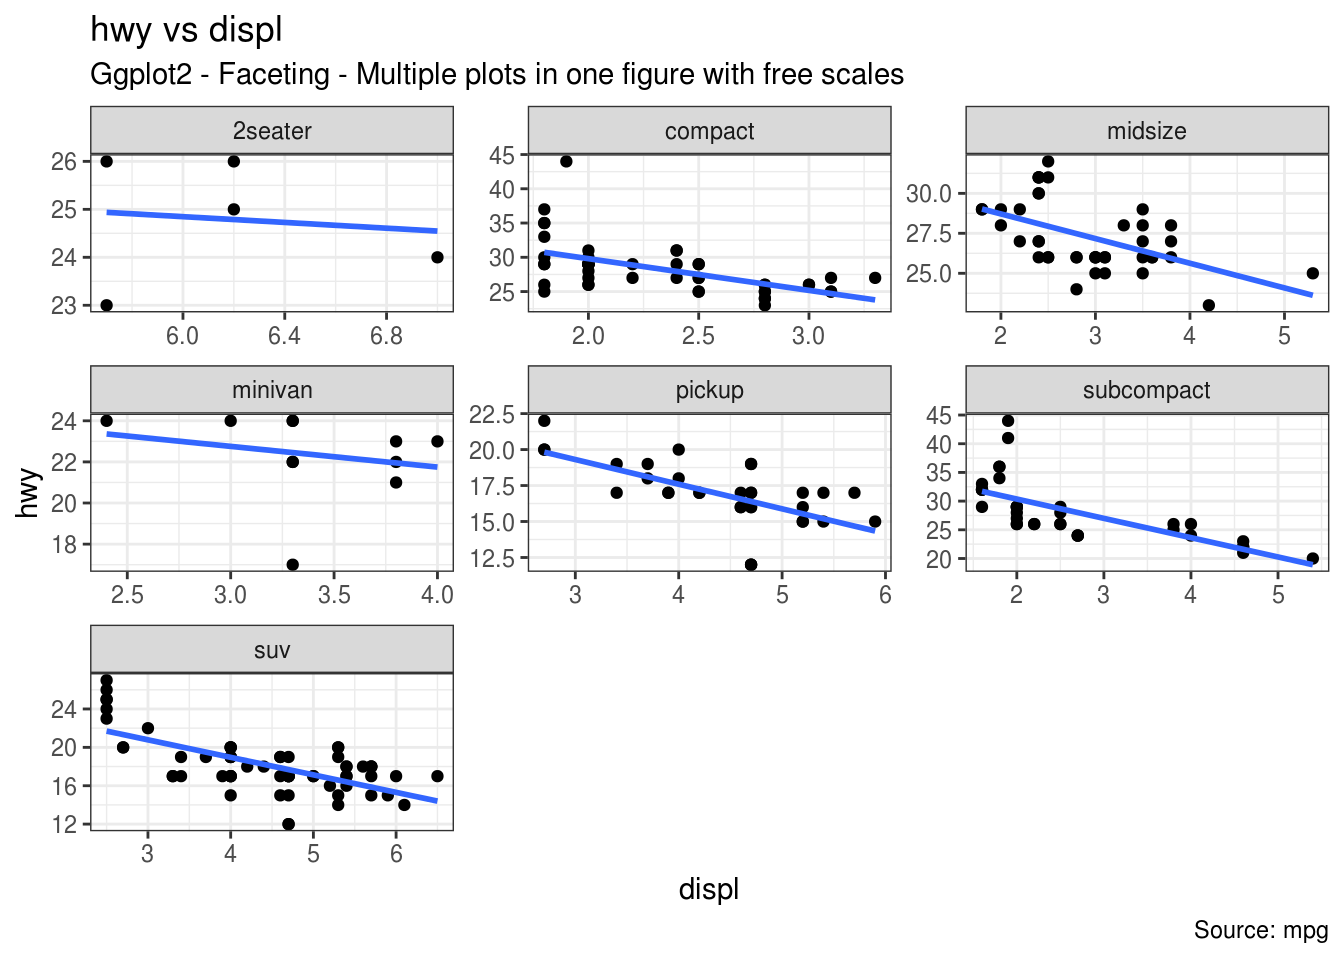 hwy vs displ
Ggplot2 - Faceting - Multiple plots in one figure with free scales
2seater
26
25
24
23
6.0 6.4 6.8
compact
45
40
35
30
25
2.0 2.5 3.0
midsize
30.0
27.5
25.0
2 3 4 5
minivan
24
22
20
18
2.5 3.0 3.5 4.0
pickup
22.5
20.0
17.5
15.0
12.5
3 4 5 6
subcompact
45
40
35
30
25
20
2 3 4 5
suv
24
20
16
12
3 4 5 6
hwy
displ
Source: mpg